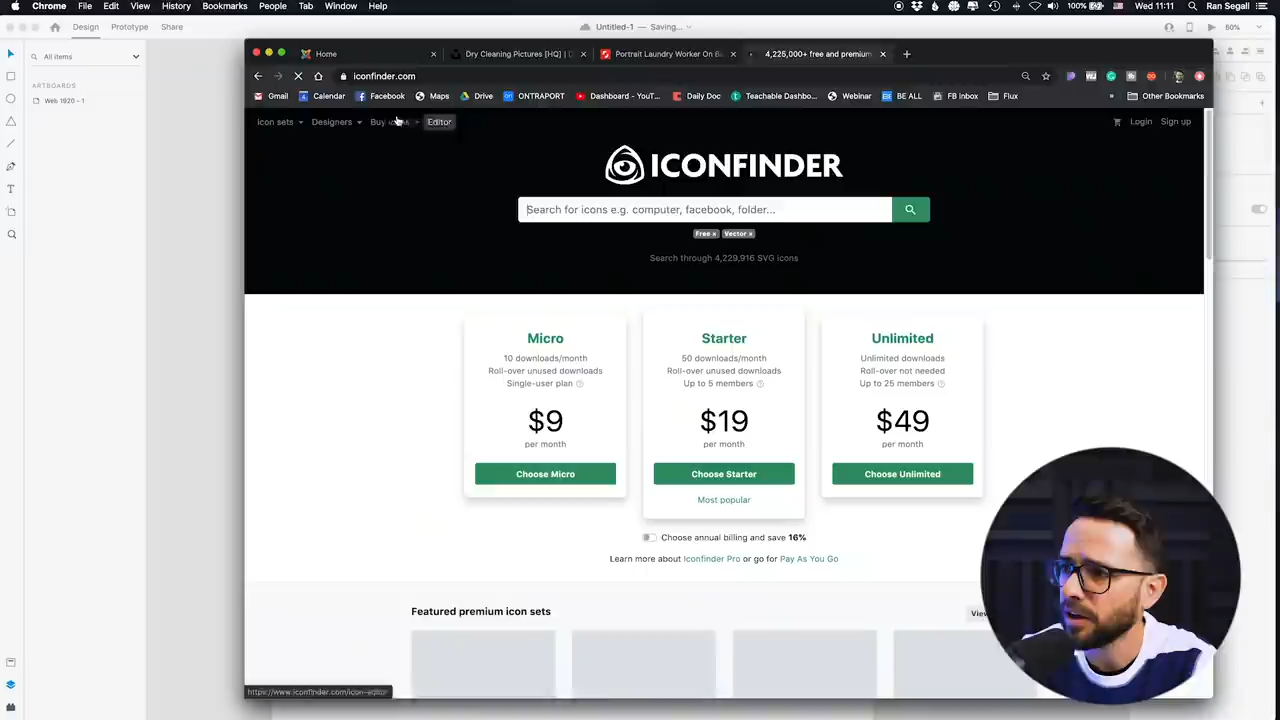 Chrome File Edit View History Bookmarks People Tab Window Help 100% Wed 11:11 Ran Segall
Design Prototype Share Untitled-1 — Saving... 60%
All items
ARTBOARDS
Web 1920 – 1
Home Dry Cleaning Pictures [HQ] | Portrait Laundry Worker On 4,225,000+ free and premium
iconfinder.com
Gmail Calendar Facebook Maps Drive ONTRAPORT Dashboard - YouT... Daily Doc Teachable Dashbo... Webinar BE ALL FB Inbox Flux » Other Bookmarks
Icon sets Designers Buy Editor Login Sign up
ICONFINDER
Search for icons e.g. computer, facebook, folder...
Free × Vector ×
Search through 4,229,916 SVG icons
Micro
10 downloads/month
Roll-over unused downloads
Single-user plan
$9
per month
Choose Micro
Starter
50 downloads/month
Roll-over unused downloads
Up to 5 members
$19
per month
Choose Starter
Most popular
Unlimited
Unlimited downloads
Roll-over not needed
Up to 25 members
$49
per month
Choose Unlimited
Choose annual billing and save 16%
Learn more about Iconfinder Pro or go for Pay As You Go
Featured premium icon sets
https://www.iconfinder.com/icon-editor